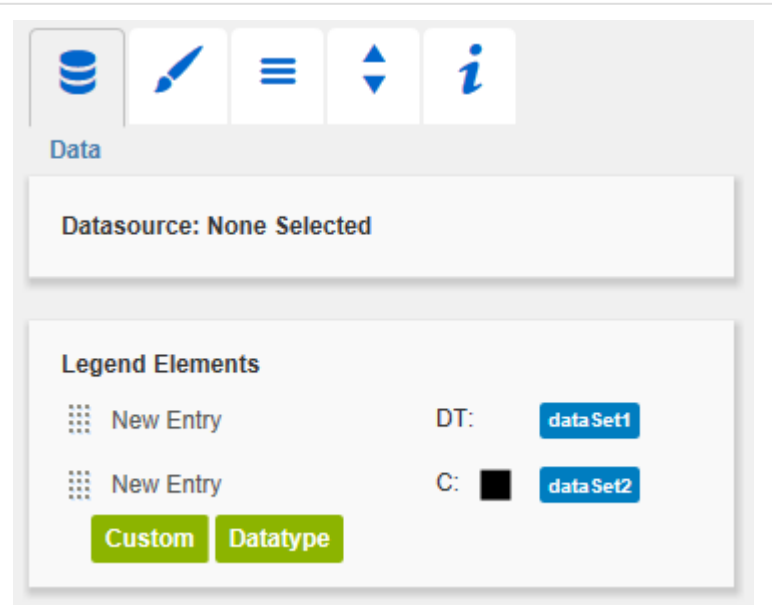 Data
Datasource: None Selected
Legend Elements
New Entry DT: dataSet1
New Entry C: dataSet2
Custom Datatype